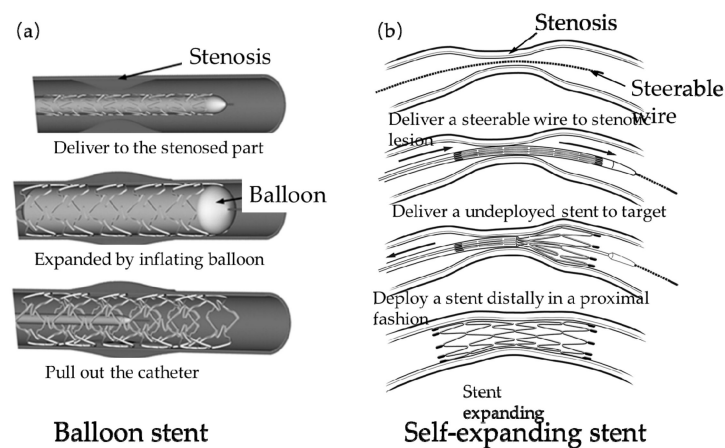 (a)
Stenosis
Deliver to the stenosed part
Balloon
Expanded by inflating balloon
Pull out the catheter
Balloon stent
(b)
Stenosis
Steerable
wire
Deliver a steerable wire to stenotic
lesion
Deliver a undeployed stent to target
Deploy a stent distally in a proximal
fashion
Stent
expanding
Self-expanding stent